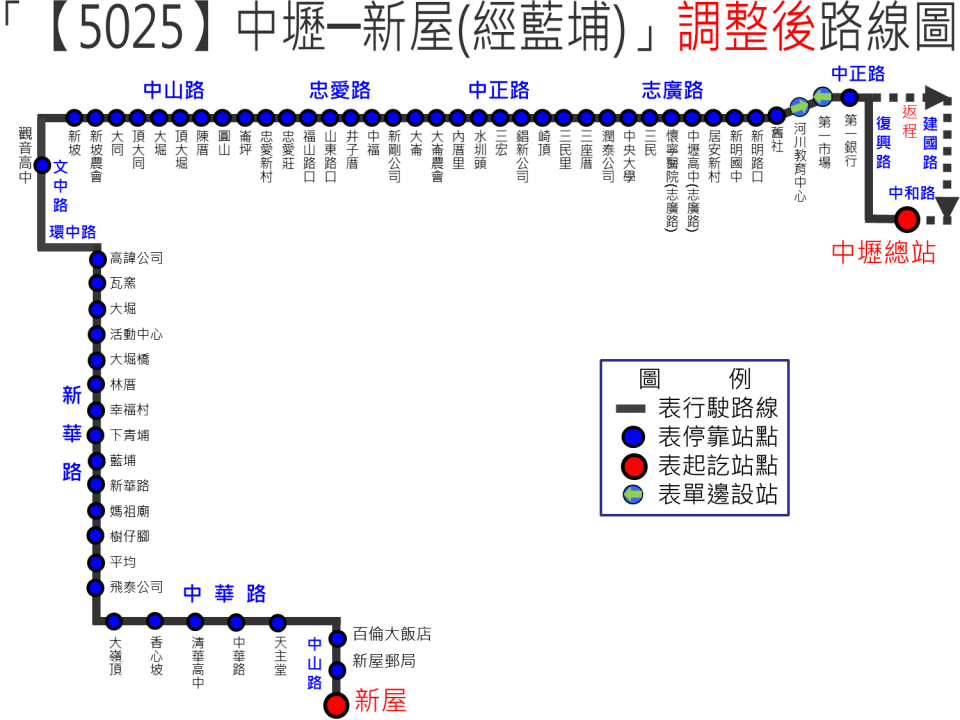 「【5025】中壢─新屋(經藍埔)」調整後路線圖
中山路
忠愛路
中正路
志廣路
中正路
返程
建國路
復興路
中和路
中壢總站
觀音高中
文中路
環中路
新坡
新坡農會
大同
頂大同
大堀
頂大堀
陳厝
圓山
崙坪
忠愛新村
忠愛莊
福山路口
山東路口
井子厝
中福
新剛公司
大崙
大崙農會
內厝里
水圳頭
三宏
錩新公司
崎頂
三民里
三座厝
潤泰公司
中央大學
三民
懷寧醫院(志廣路)
中壢高中(志廣路)
居安新村
新明國中
新明路口
舊社
河川教育中心
第一市場
第一銀行
高諱公司
瓦窯
大堀
活動中心
大堀橋
林厝
幸福村
下青埔
藍埔
新華路
媽祖廟
樹仔腳
平均
飛泰公司
新華路
中華路
大嶺頂
香心坡
清華高中
中華路
天主堂
中山路
百倫大飯店
新屋郵局
新屋
圖例
表行駛路線
表停靠站點
表起訖站點
表單邊設站